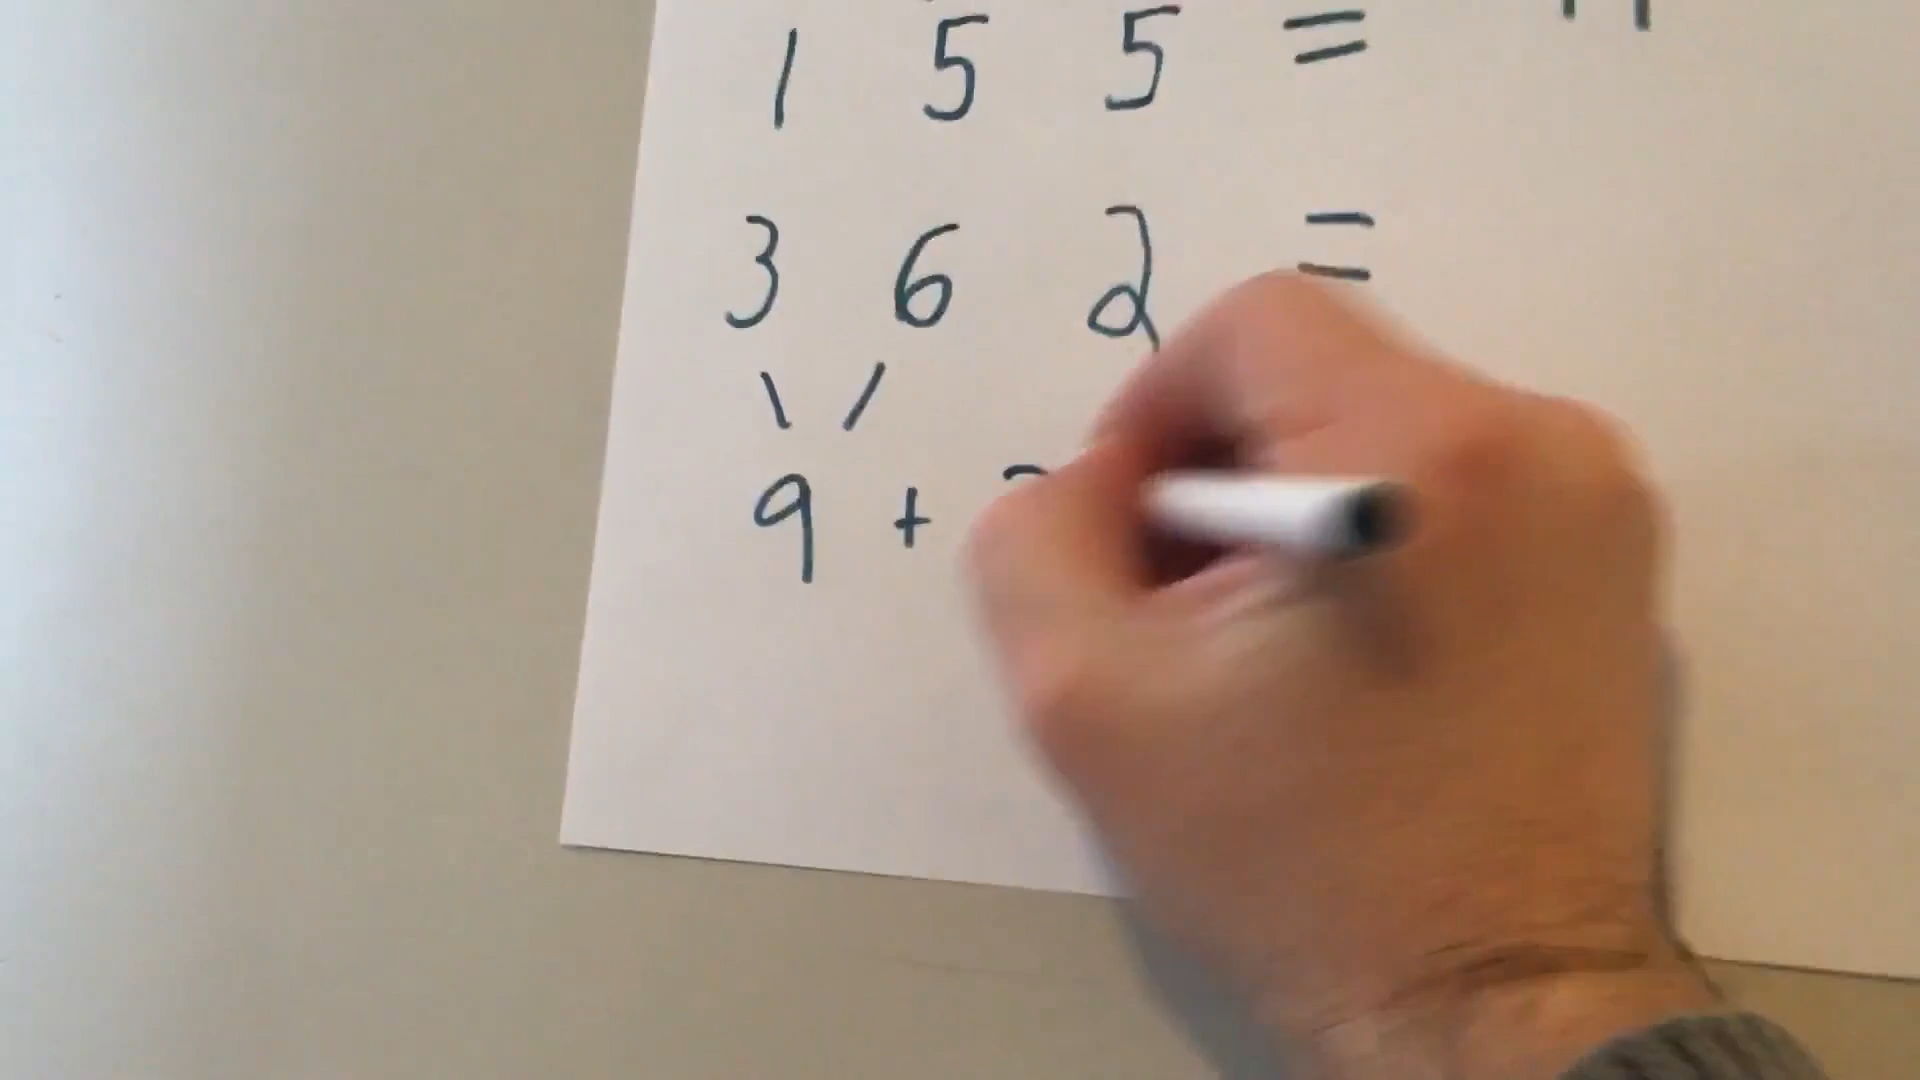 1 5 5 =
3 6 2 =
\ /
9 +